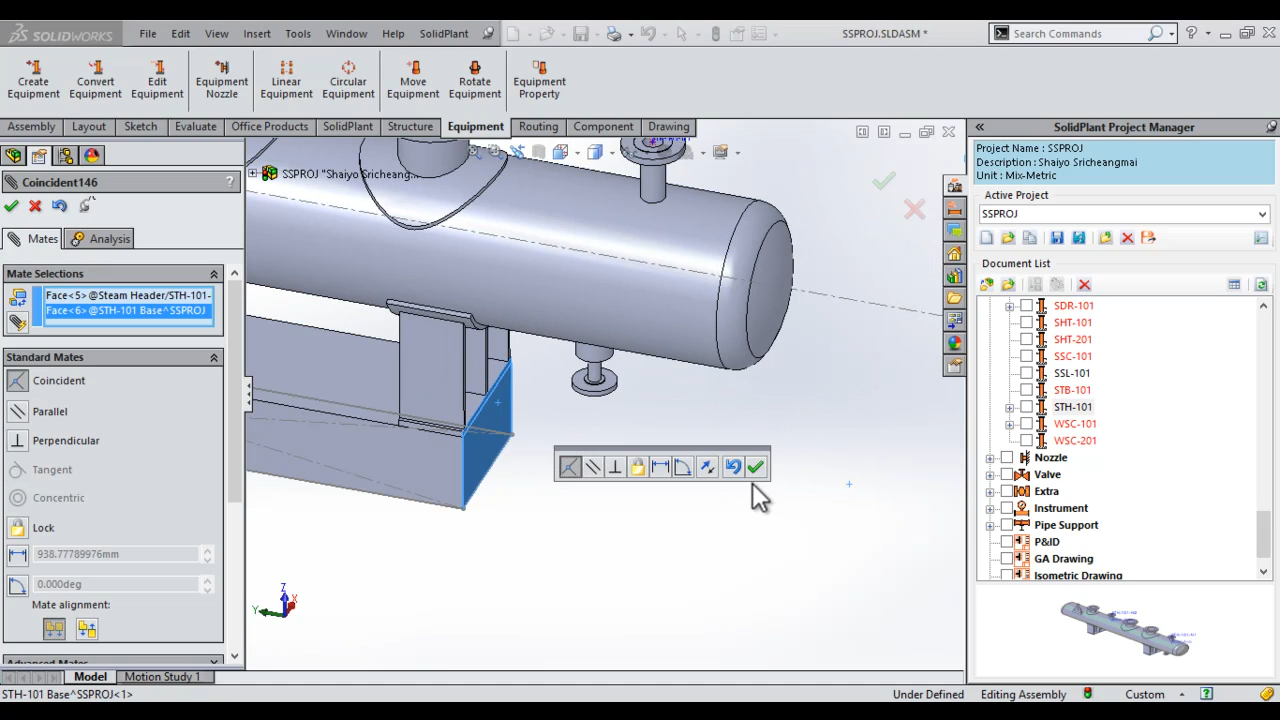 SOLIDWORKS File Edit View Insert Tools Window Help SolidPlant SSPROJ.SLDASM * Search Commands
Create Equipment
Convert Equipment
Edit Equipment
Equipment Nozzle
Linear Equipment
Circular Equipment
Move Equipment
Rotate Equipment
Equipment Property
Assembly Layout Sketch Evaluate Office Products SolidPlant Structure Equipment Routing Component Drawing
SolidPlant Project Manager
Project Name : SSPROJ
Description : Shaiyo Sricheangmai
Unit : Mix-Metric
Active Project
SSPROJ
Document List
SDR-101
SHT-101
SHT-201
SSC-101
SSL-101
STB-101
STH-101
WSC-101
WSC-201
Nozzle
Valve
Extra
Instrument
Pipe Support
P&ID
GA Drawing
Isometric Drawing
SSPROJ "Shaiyo Sricheang...
Coincident146 ?
Mates Analysis
Mate Selections
Face<5> @Steam Header/STH-101-
Face<6> @STH-101 Base^SSPROJ
Standard Mates
Coincident
Parallel
Perpendicular
Tangent
Concentric
Lock
938.77789976mm
0.000deg
Mate alignment:
Advanced Mates
Z
Y
X
Model Motion Study 1
STH-101 Base^SSPROJ<1> Under Defined Editing Assembly Custom